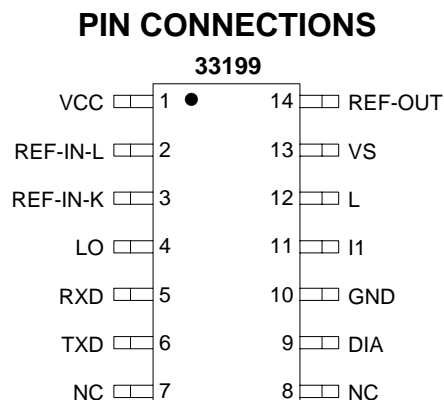 PIN CONNECTIONS
33199
VCC 1 14 REF-OUT
REF-IN-L 2 13 VS
REF-IN-K 3 12 L
LO 4 11 I1
RXD 5 10 GND
TXD 6 9 DIA
NC 7 8 NC